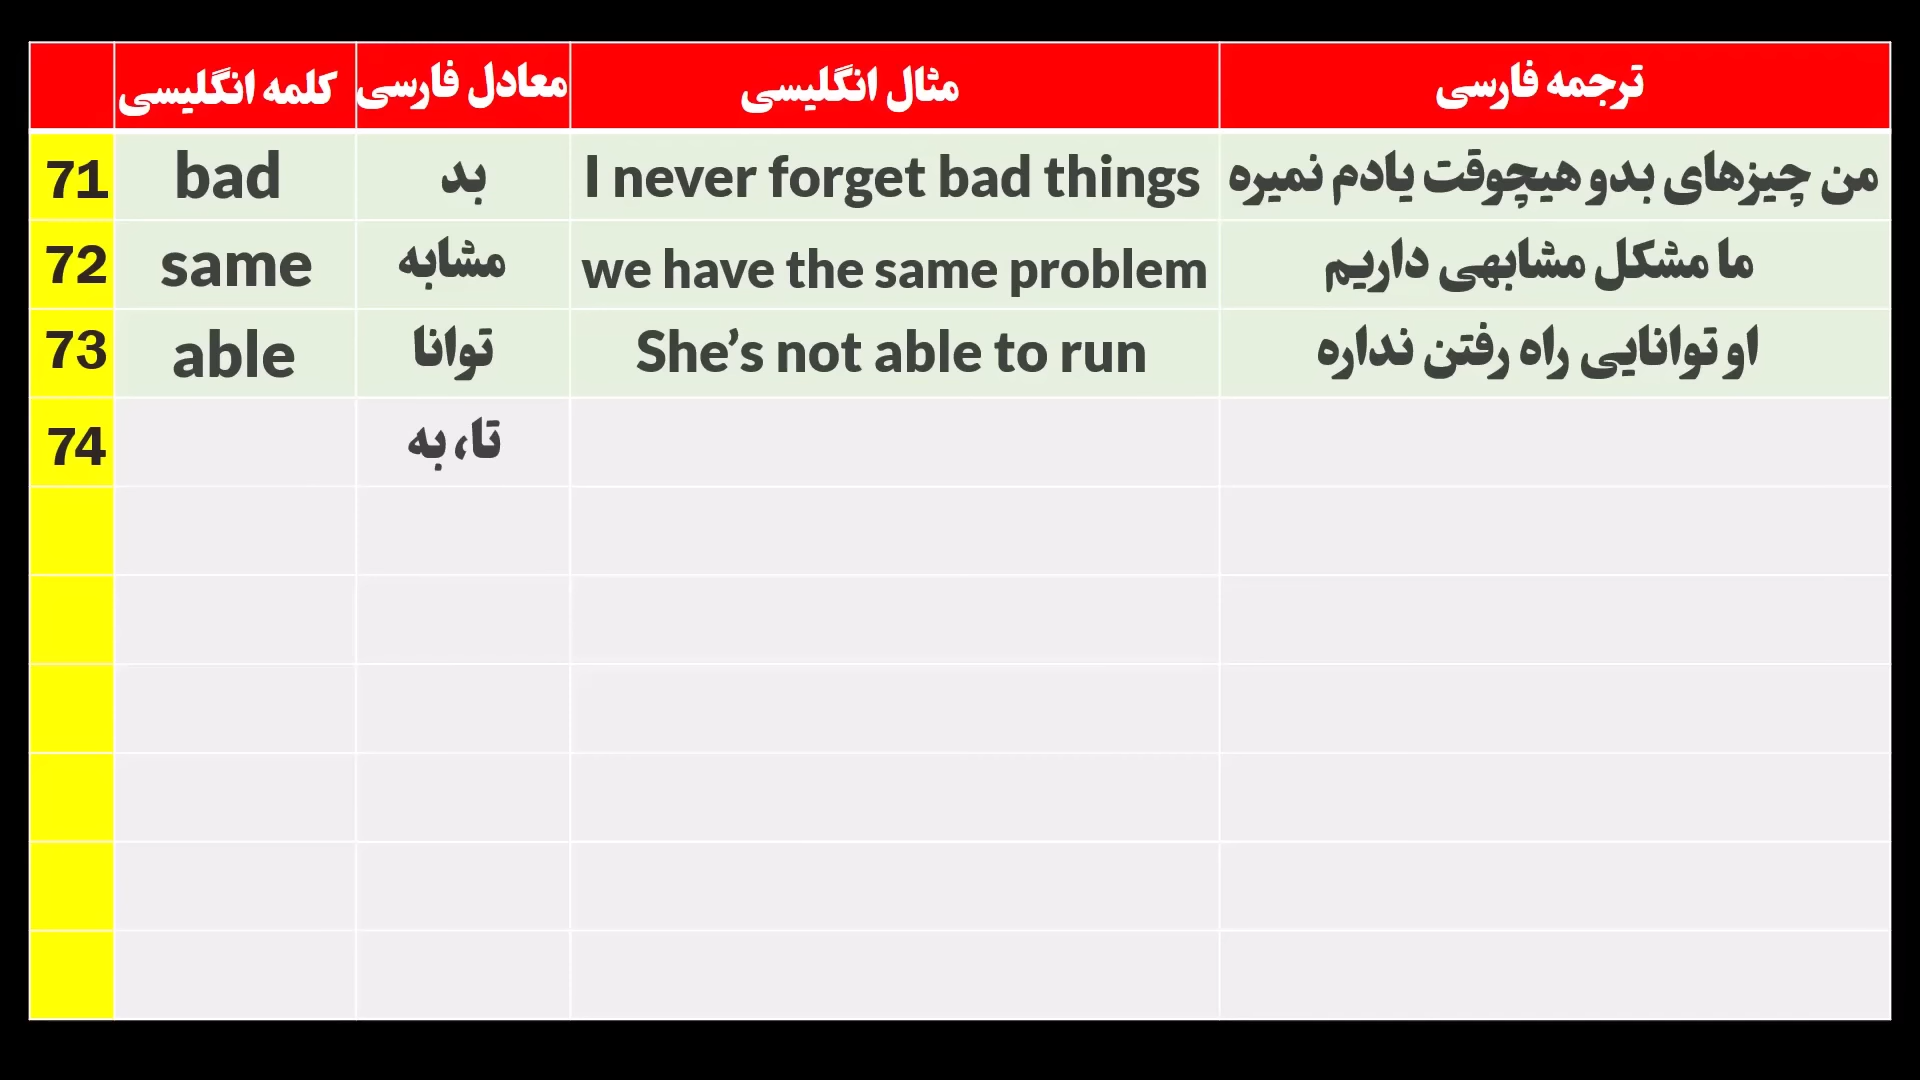 کلمه انگلیسی معادل فارسی مثال انگلیسی ترجمه فارسی
71 bad بد I never forget bad things من چیزهای بدو هیچوقت یادم نمیره
72 same مشابه we have the same problem ما مشکل مشابهی داریم
73 able توانا She’s not able to run او توانایی راه رفتن نداره
74 تا، به